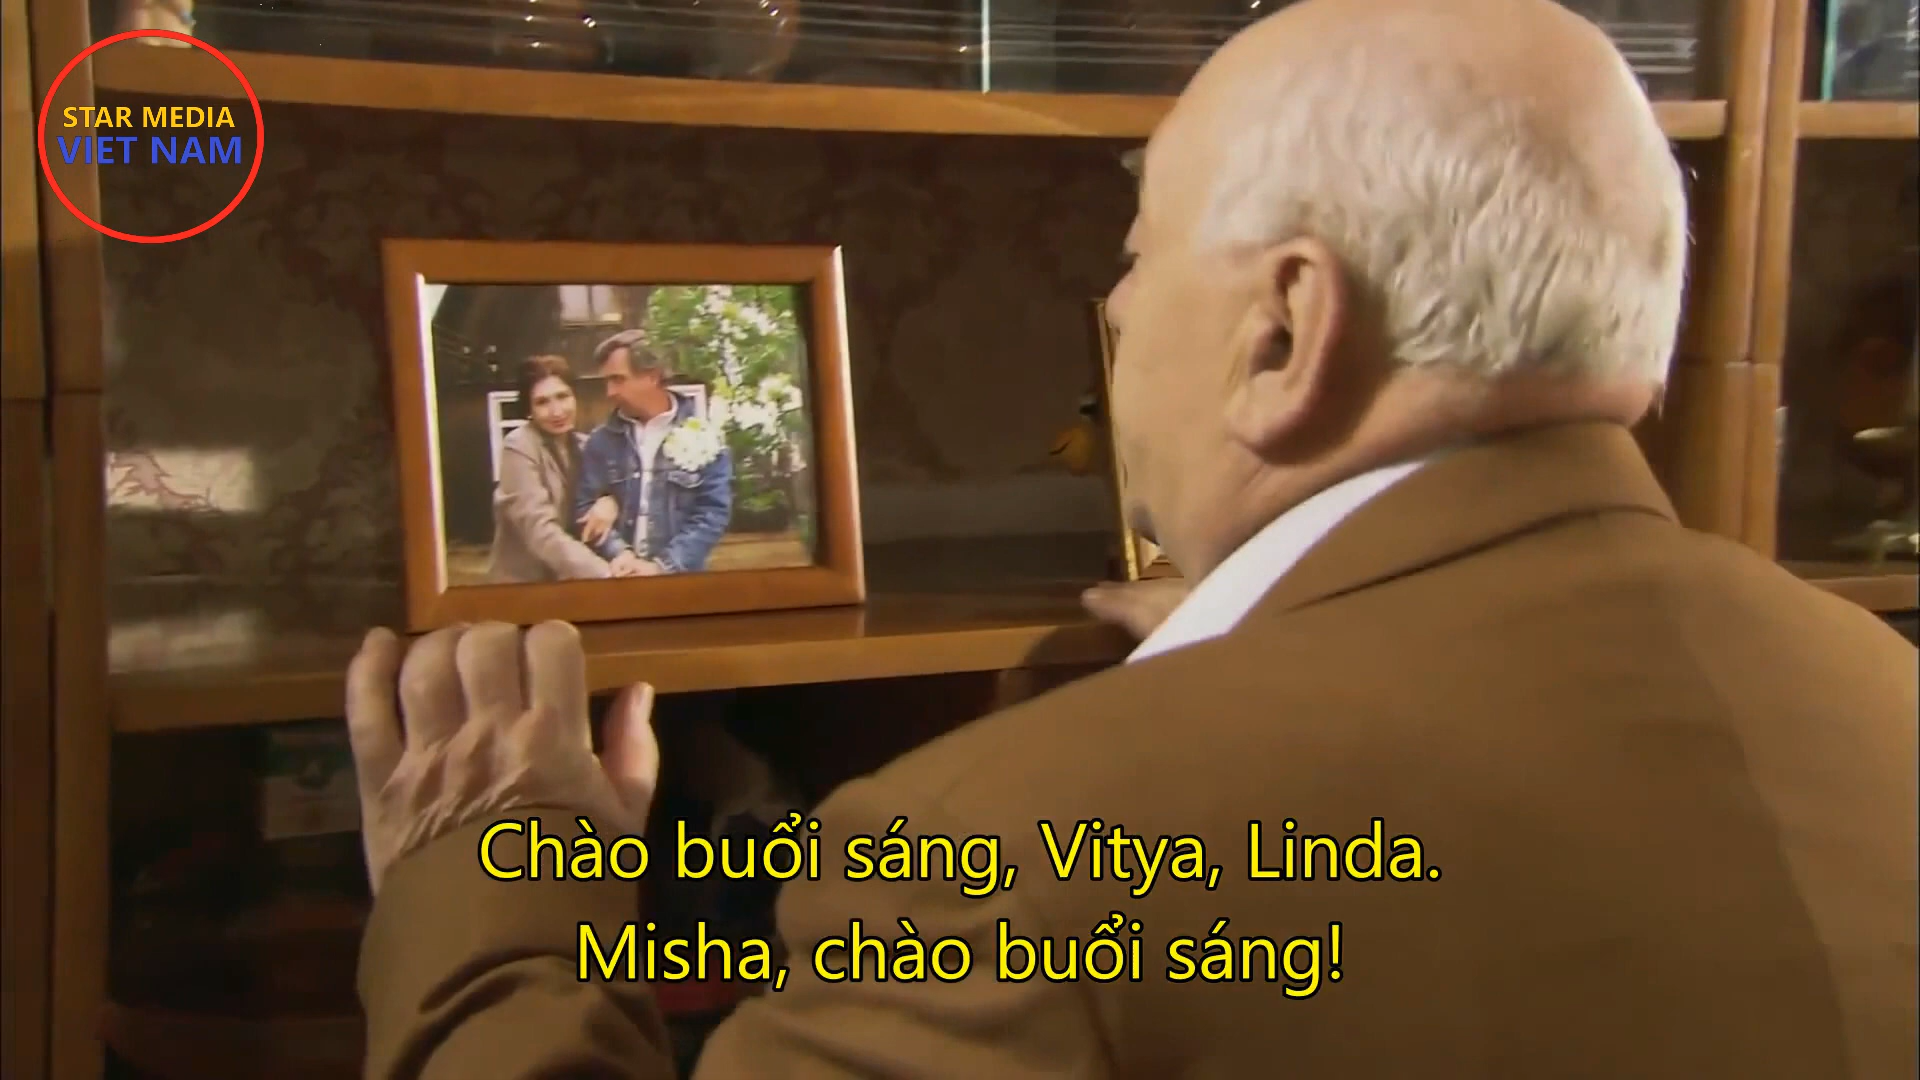 STAR MEDIA
VIET NAM
Chào buổi sáng, Vitya, Linda.
Misha, chào buổi sáng!